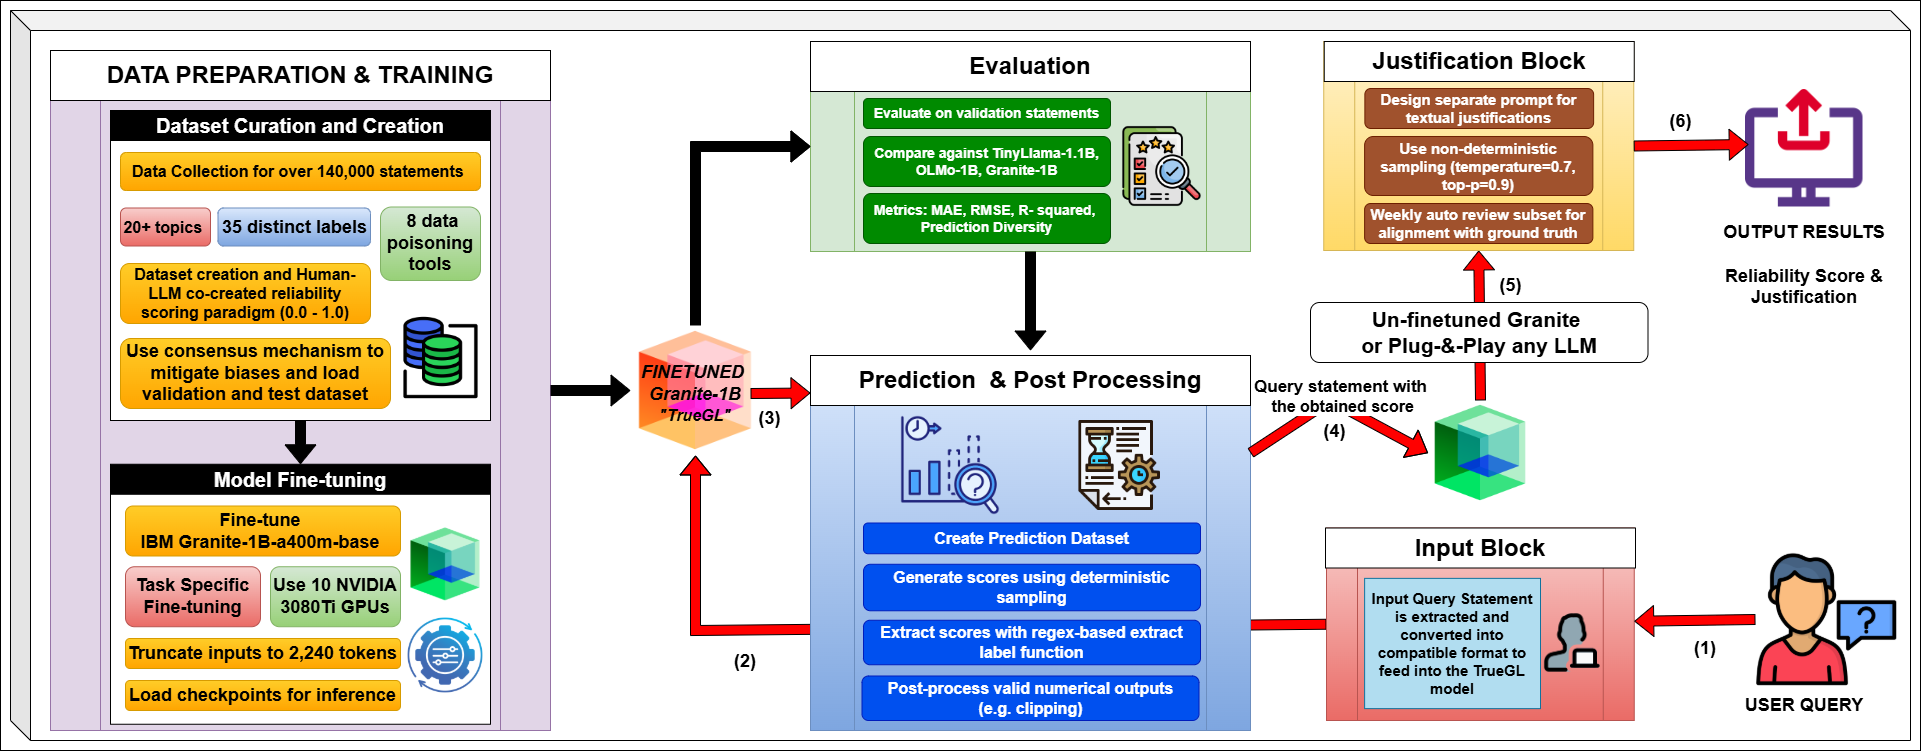 DATA PREPARATION & TRAINING
Dataset Curation and Creation
Data Collection for over 140,000 statements
20+ topics
35 distinct labels
8 data
poisoning
tools
Dataset creation and Human-
LLM co-created reliability
scoring paradigm (0.0 - 1.0)
Use consensus mechanism to
mitigate biases and load
validation and test dataset
Model Fine-tuning
Fine-tune
IBM Granite-1B-a400m-base
Task Specific
Fine-tuning
Use 10 NVIDIA
3080Ti GPUs
Truncate inputs to 2,240 tokens
Load checkpoints for inference
FINETUNED
Granite-1B
"TrueGL"
(3)
(2)
Evaluation
Evaluate on validation statements
Compare against TinyLlama-1.1B,
OLMo-1B, Granite-1B
Metrics: MAE, RMSE, R- squared,
Prediction Diversity
Prediction & Post Processing
Create Prediction Dataset
Generate scores using deterministic
sampling
Extract scores with regex-based extract
label function
Post-process valid numerical outputs
(e.g. clipping)
Query statement with
the obtained score
(4)
Justification Block
Design separate prompt for
textual justifications
Use non-deterministic
sampling (temperature=0.7,
top-p=0.9)
Weekly auto review subset for
alignment with ground truth
(5)
Un-finetuned Granite
or Plug-&-Play any LLM
Input Block
Input Query Statement
is extracted and
converted into
compatible format to
feed into the TrueGL
model
(6)
OUTPUT RESULTS
Reliability Score &
Justification
(1)
?
USER QUERY